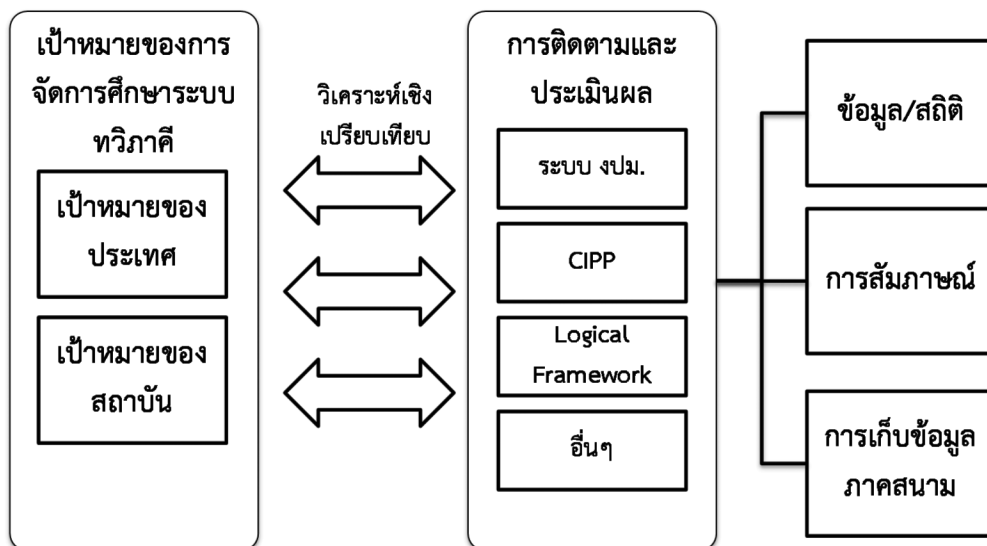 เป้าหมายของการ
จัดการศึกษาระบบ
ทวิภาคี
เป้าหมายของ
ประเทศ
เป้าหมายของ
สถาบัน
วิเคราะห์เชิง
เปรียบเทียบ
การติดตามและ
ประเมินผล
ระบบ งปม.
CIPP
Logical
Framework
อื่นๆ
ข้อมูล/สถิติ
การสัมภาษณ์
การเก็บข้อมูล
ภาคสนาม